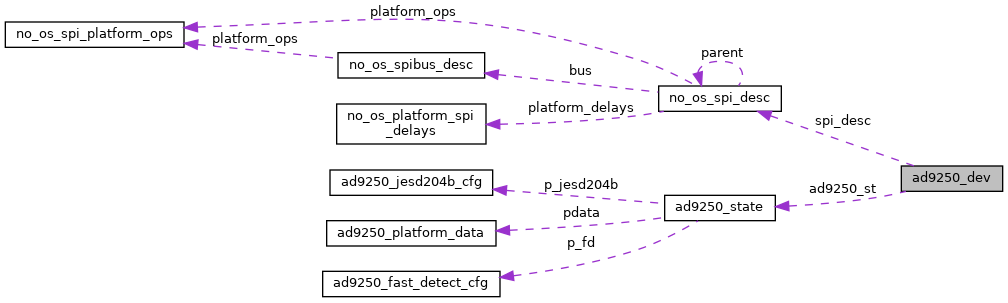 platform_ops
no_os_spi_platform_ops
platform_ops
no_os_spibus_desc
parent
bus
no_os_spi_desc
platform_delays
no_os_platform_spi
_delays
spi_desc
ad9250_dev
ad9250_jesd204b_cfg
p_jesd204b
ad9250_st
ad9250_state
pdata
ad9250_platform_data
p_fd
ad9250_fast_detect_cfg